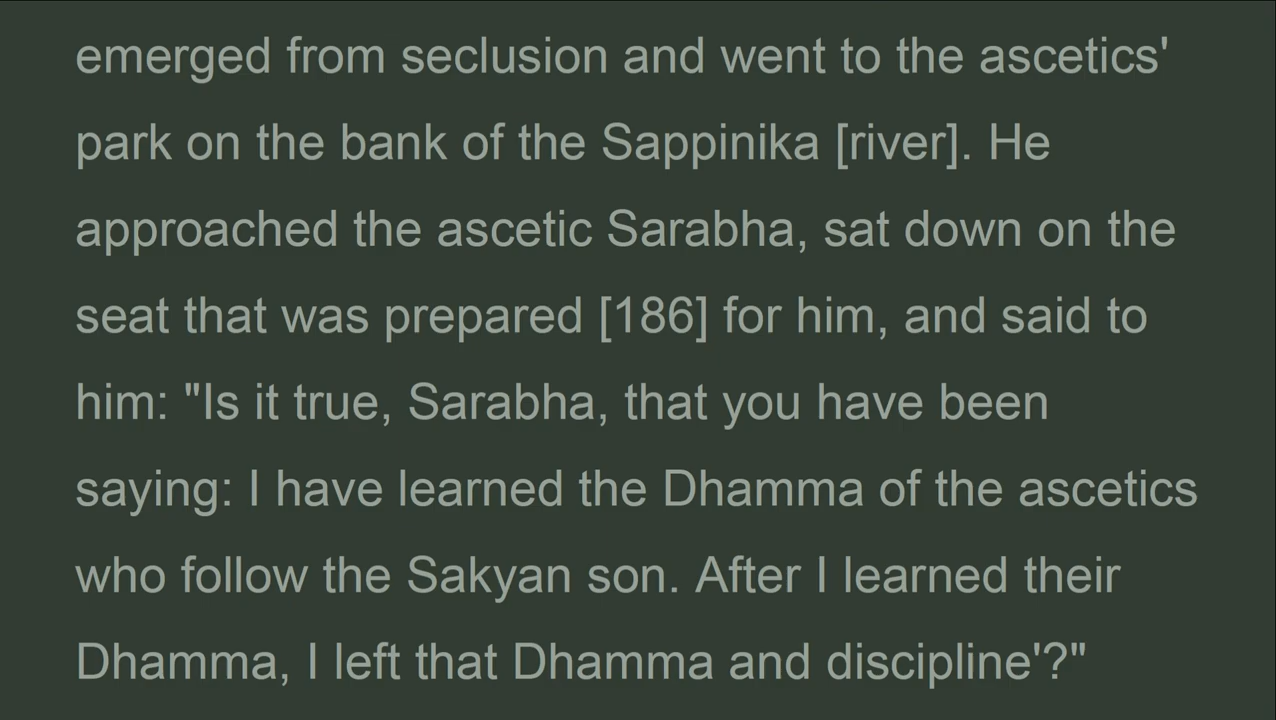 emerged from seclusion and went to the ascetics'
park on the bank of the Sappinika [river]. He
approached the ascetic Sarabha, sat down on the
seat that was prepared [186] for him, and said to
him: "Is it true, Sarabha, that you have been
saying: I have learned the Dhamma of the ascetics
who follow the Sakyan son. After I learned their
Dhamma, I left that Dhamma and discipline'?"